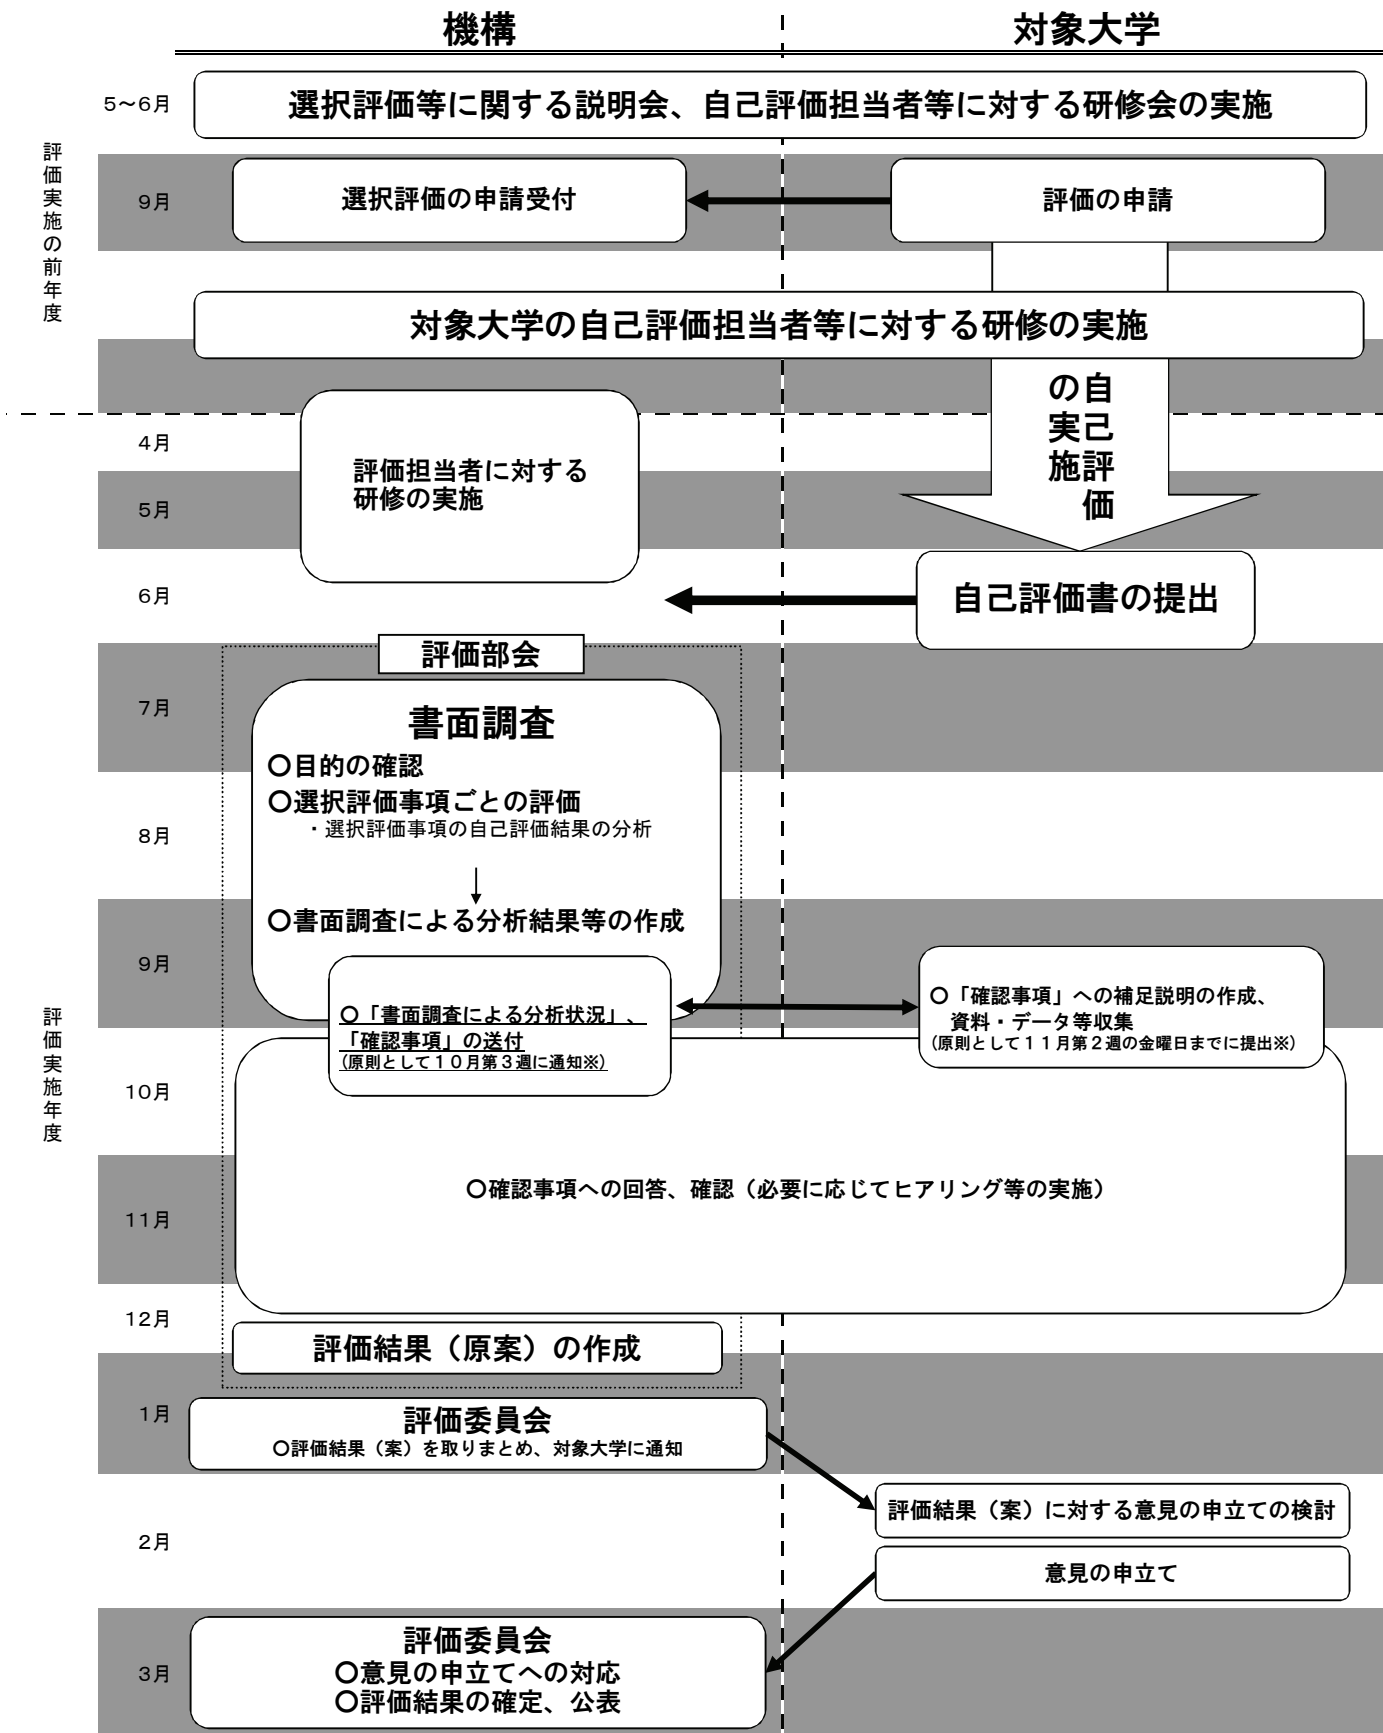 機構
対象大学
評価実施の前年度
5～6月
選択評価等に関する説明会、自己評価担当者等に対する研修会の実施
9月
選択評価の申請受付
評価の申請
対象大学の自己評価担当者等に対する研修の実施
自己評価
の実施
4月
評価担当者に対する
研修の実施
5月
6月
自己評価書の提出
評価実施年度
評価部会
7月
書面調査
○目的の確認
○選択評価事項ごとの評価
・選択評価事項の自己評価結果の分析
8月
○書面調査による分析結果等の作成
9月
○「書面調査による分析状況」、
「確認事項」の送付
(原則として１０月第３週に通知※)
○「確認事項」への補足説明の作成、
資料・データ等収集
(原則として１１月第２週の金曜日までに提出※)
10月
○確認事項への回答、確認（必要に応じてヒアリング等の実施）
11月
12月
評価結果（原案）の作成
1月
評価委員会
○評価結果（案）を取りまとめ、対象大学に通知
評価結果（案）に対する意見の申立ての検討
2月
意見の申立て
3月
評価委員会
○意見の申立てへの対応
○評価結果の確定、公表